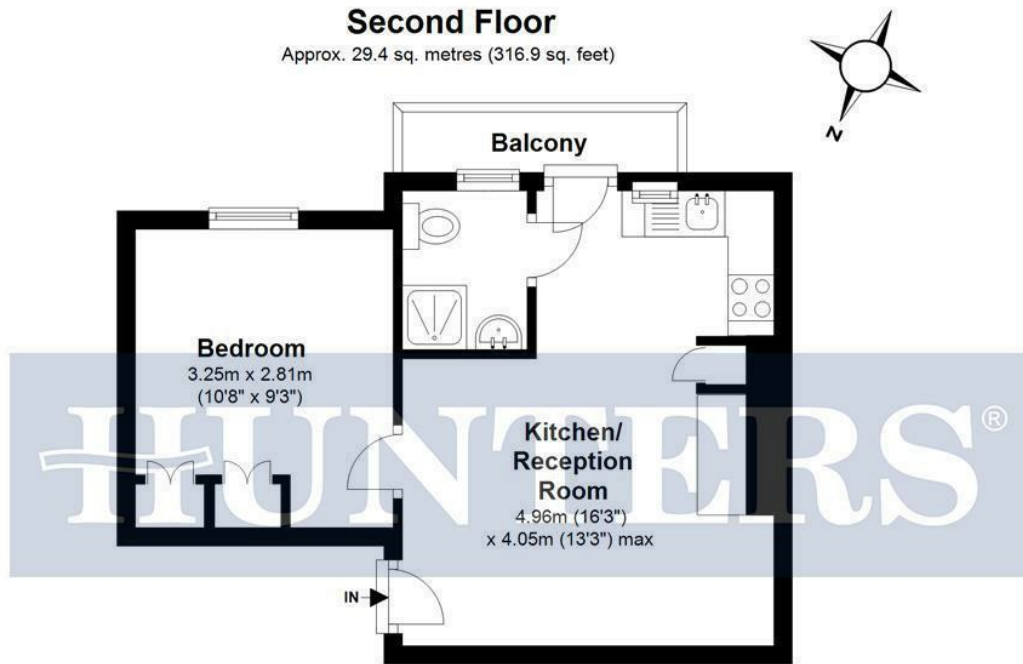 Second Floor
Approx. 29.4 sq. metres (316.9 sq. feet)
N
Balcony
Bedroom
3.25m x 2.81m
(10'8" x 9'3")
HUNTERS®
Kitchen/
Reception
Room
4.96m (16'3")
x 4.05m (13'3") max
IN